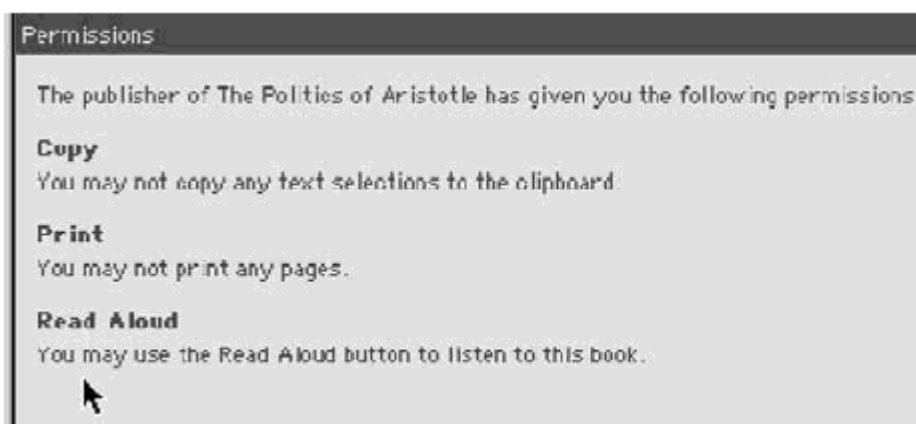 Permissions
The publisher of The Politics of Aristotle has given you the following permissions
Copy
You may not copy any text selections to the clipboard.
Print
You may not print any pages.
Read Aloud
You may use the Read Aloud button to listen to this book.